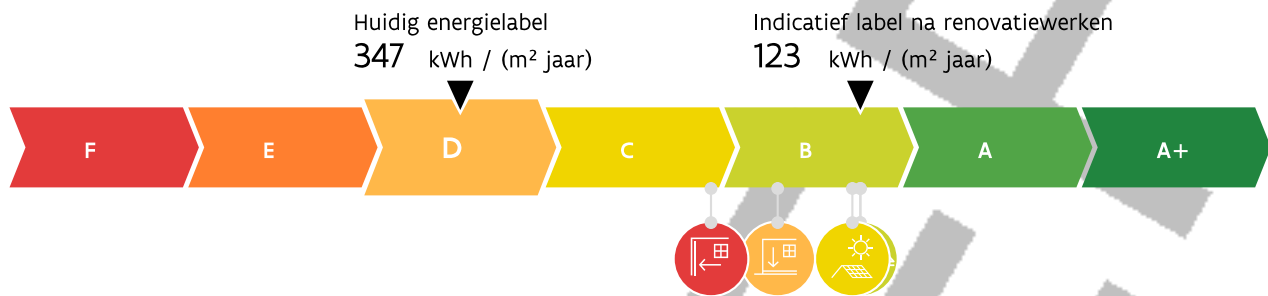 Huidig energielabel
347 kWh / (m² jaar)
Indicatief label na renovatiewerken
123 kWh / (m² jaar)
F E D C B A A+